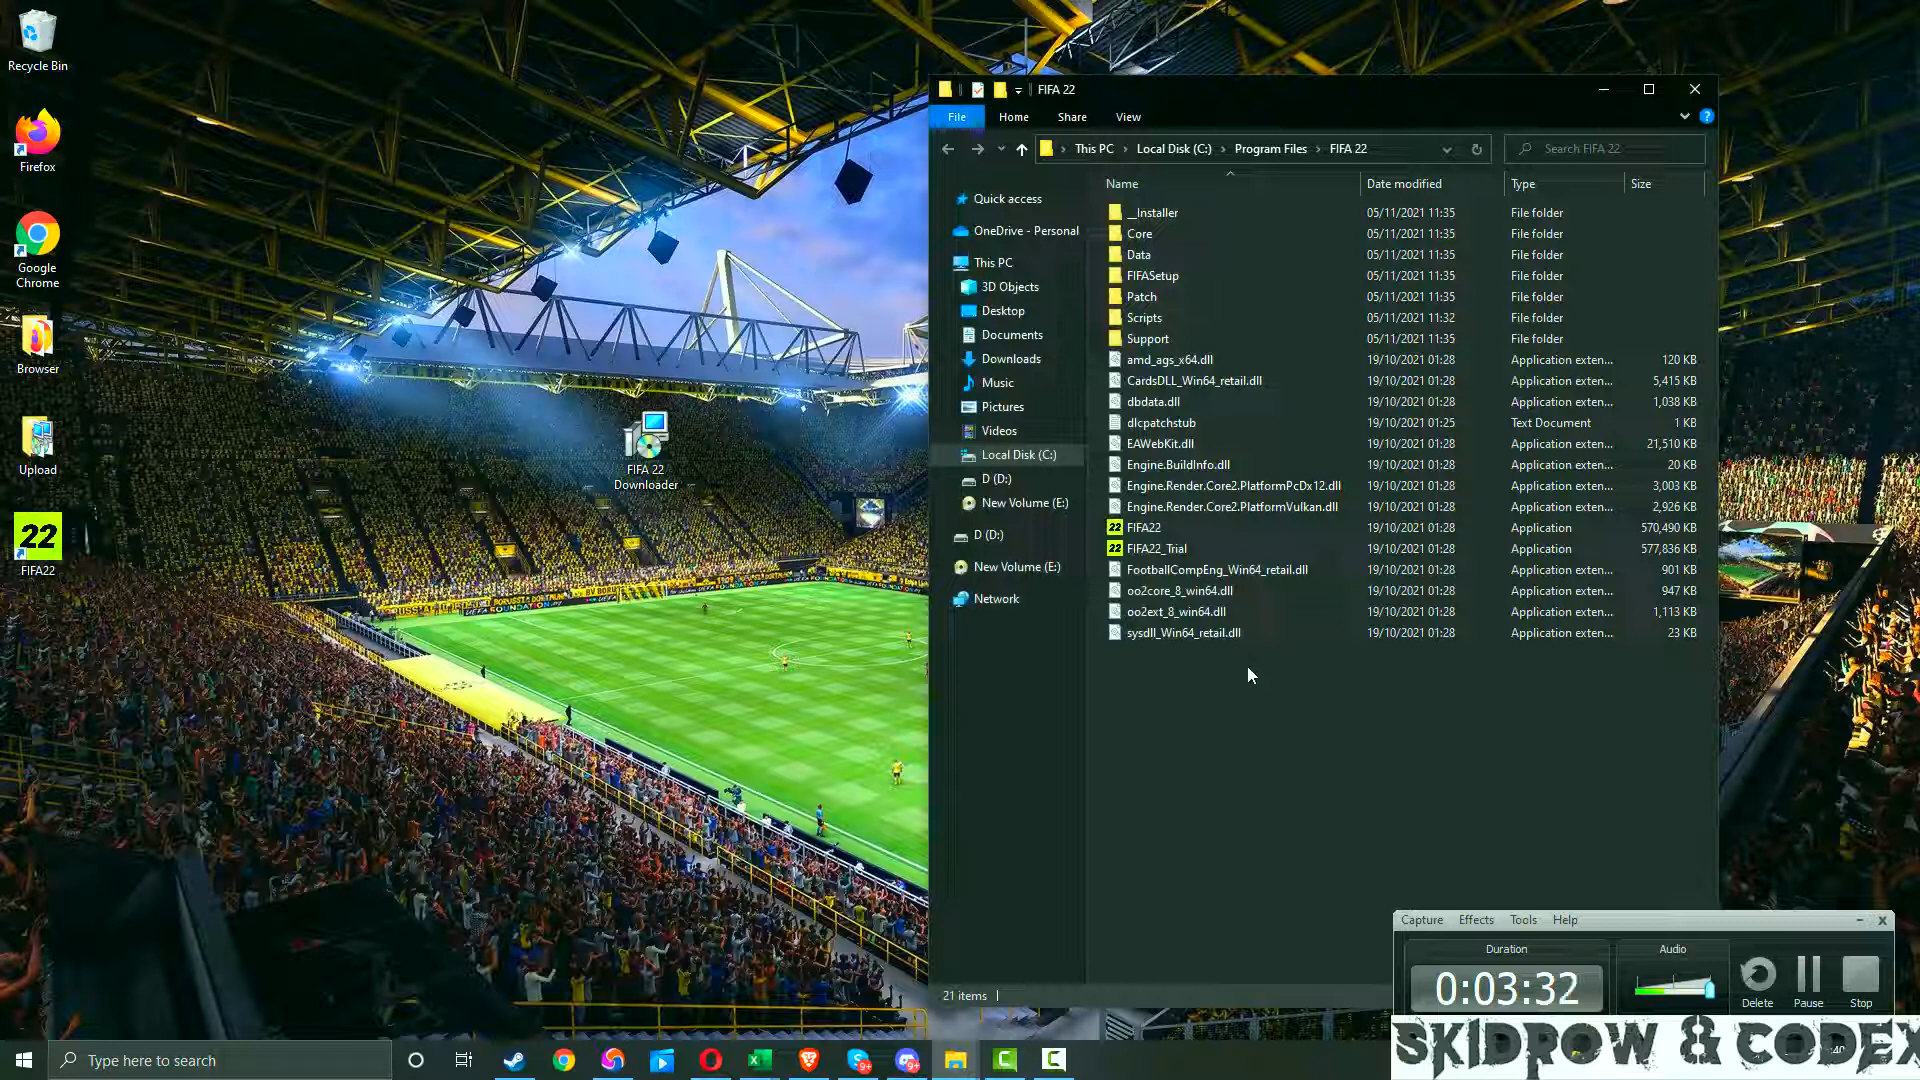 Recycle Bin
Firefox
Google
Chrome
Browser
Upload
22
FIFA22
FIFA 22
Downloader
FIFA 22
File Home Share View
This PC Local Disk (C:) Program Files FIFA 22
Search FIFA 22
Quick access
OneDrive - Personal
This PC
3D Objects
Desktop
Documents
Downloads
Music
Pictures
Videos
Local Disk (C:)
D (D:)
New Volume (E:)
D (D:)
New Volume (E:)
Network
Name Date modified Type Size
__Installer 05/11/2021 11:35 File folder
Core 05/11/2021 11:35 File folder
Data 05/11/2021 11:35 File folder
FIFASetup 05/11/2021 11:35 File folder
Patch 05/11/2021 11:35 File folder
Scripts 05/11/2021 11:32 File folder
Support 05/11/2021 11:35 File folder
amd_ags_x64.dll 19/10/2021 01:28 Application exten... 120 KB
CardsDLL_Win64_retail.dll 19/10/2021 01:28 Application exten... 5,415 KB
dbdata.dll 19/10/2021 01:28 Application exten... 1,038 KB
dlcpatchstub 19/10/2021 01:25 Text Document 1 KB
EAWebKit.dll 19/10/2021 01:28 Application exten... 21,510 KB
Engine.BuildInfo.dll 19/10/2021 01:28 Application exten... 20 KB
Engine.Render.Core2.PlatformPcDx12.dll 19/10/2021 01:28 Application exten... 3,003 KB
Engine.Render.Core2.PlatformVulkan.dll 19/10/2021 01:28 Application exten... 2,926 KB
22 FIFA22 19/10/2021 01:28 Application 570,490 KB
22 FIFA22_Trial 19/10/2021 01:28 Application 577,836 KB
FootballCompEng_Win64_retail.dll 19/10/2021 01:28 Application exten... 901 KB
oo2core_8_win64.dll 19/10/2021 01:28 Application exten... 947 KB
oo2ext_8_win64.dll 19/10/2021 01:28 Application exten... 1,113 KB
sysdll_Win64_retail.dll 19/10/2021 01:28 Application exten... 23 KB
21 items
Capture Effects Tools Help
Duration Audio
0:03:32
Delete Pause Stop
SKIDROW & CODEX
Type here to search